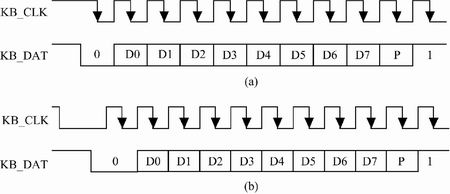 KB_CLK
KB_DAT 0 D0 D1 D2 D3 D4 D5 D6 D7 P 1
(a)
KB_CLK
KB_DAT 0 D0 D1 D2 D3 D4 D5 D6 D7 P 1
(b)